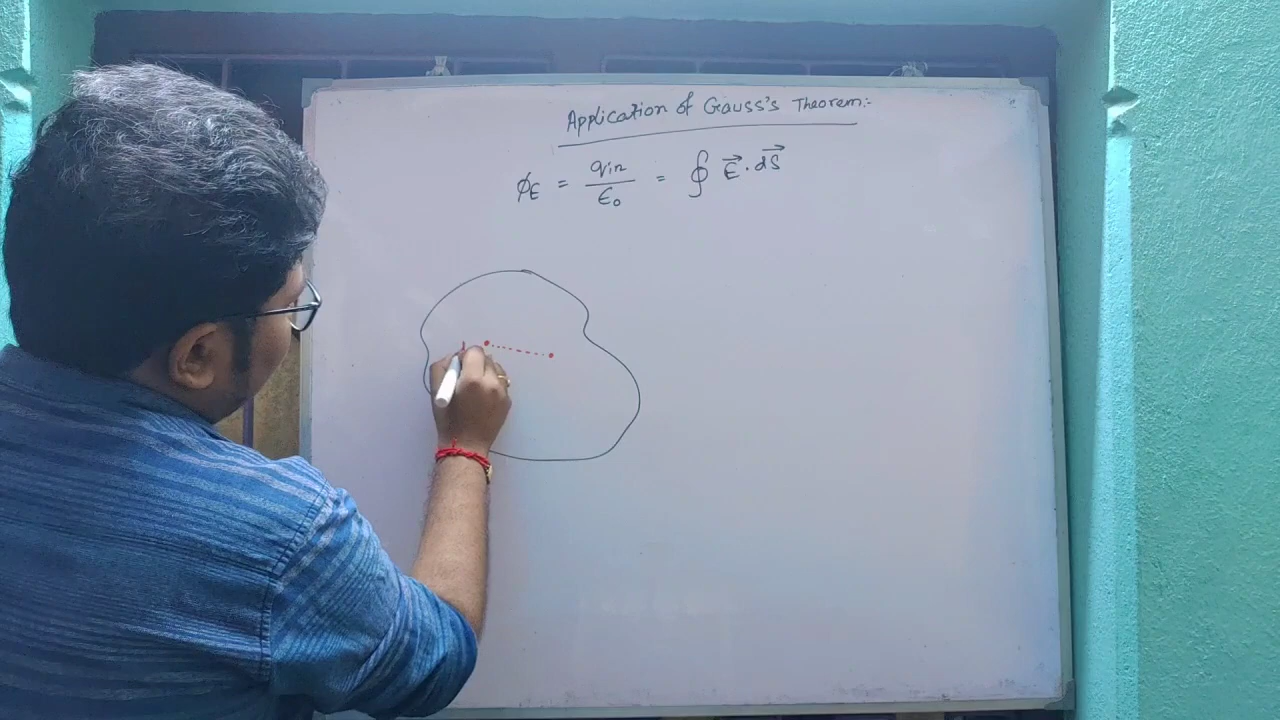 Application of Gauss's Theorem:-
ϕE = qin/ϵ0 = ∮ E⃗ · dS⃗